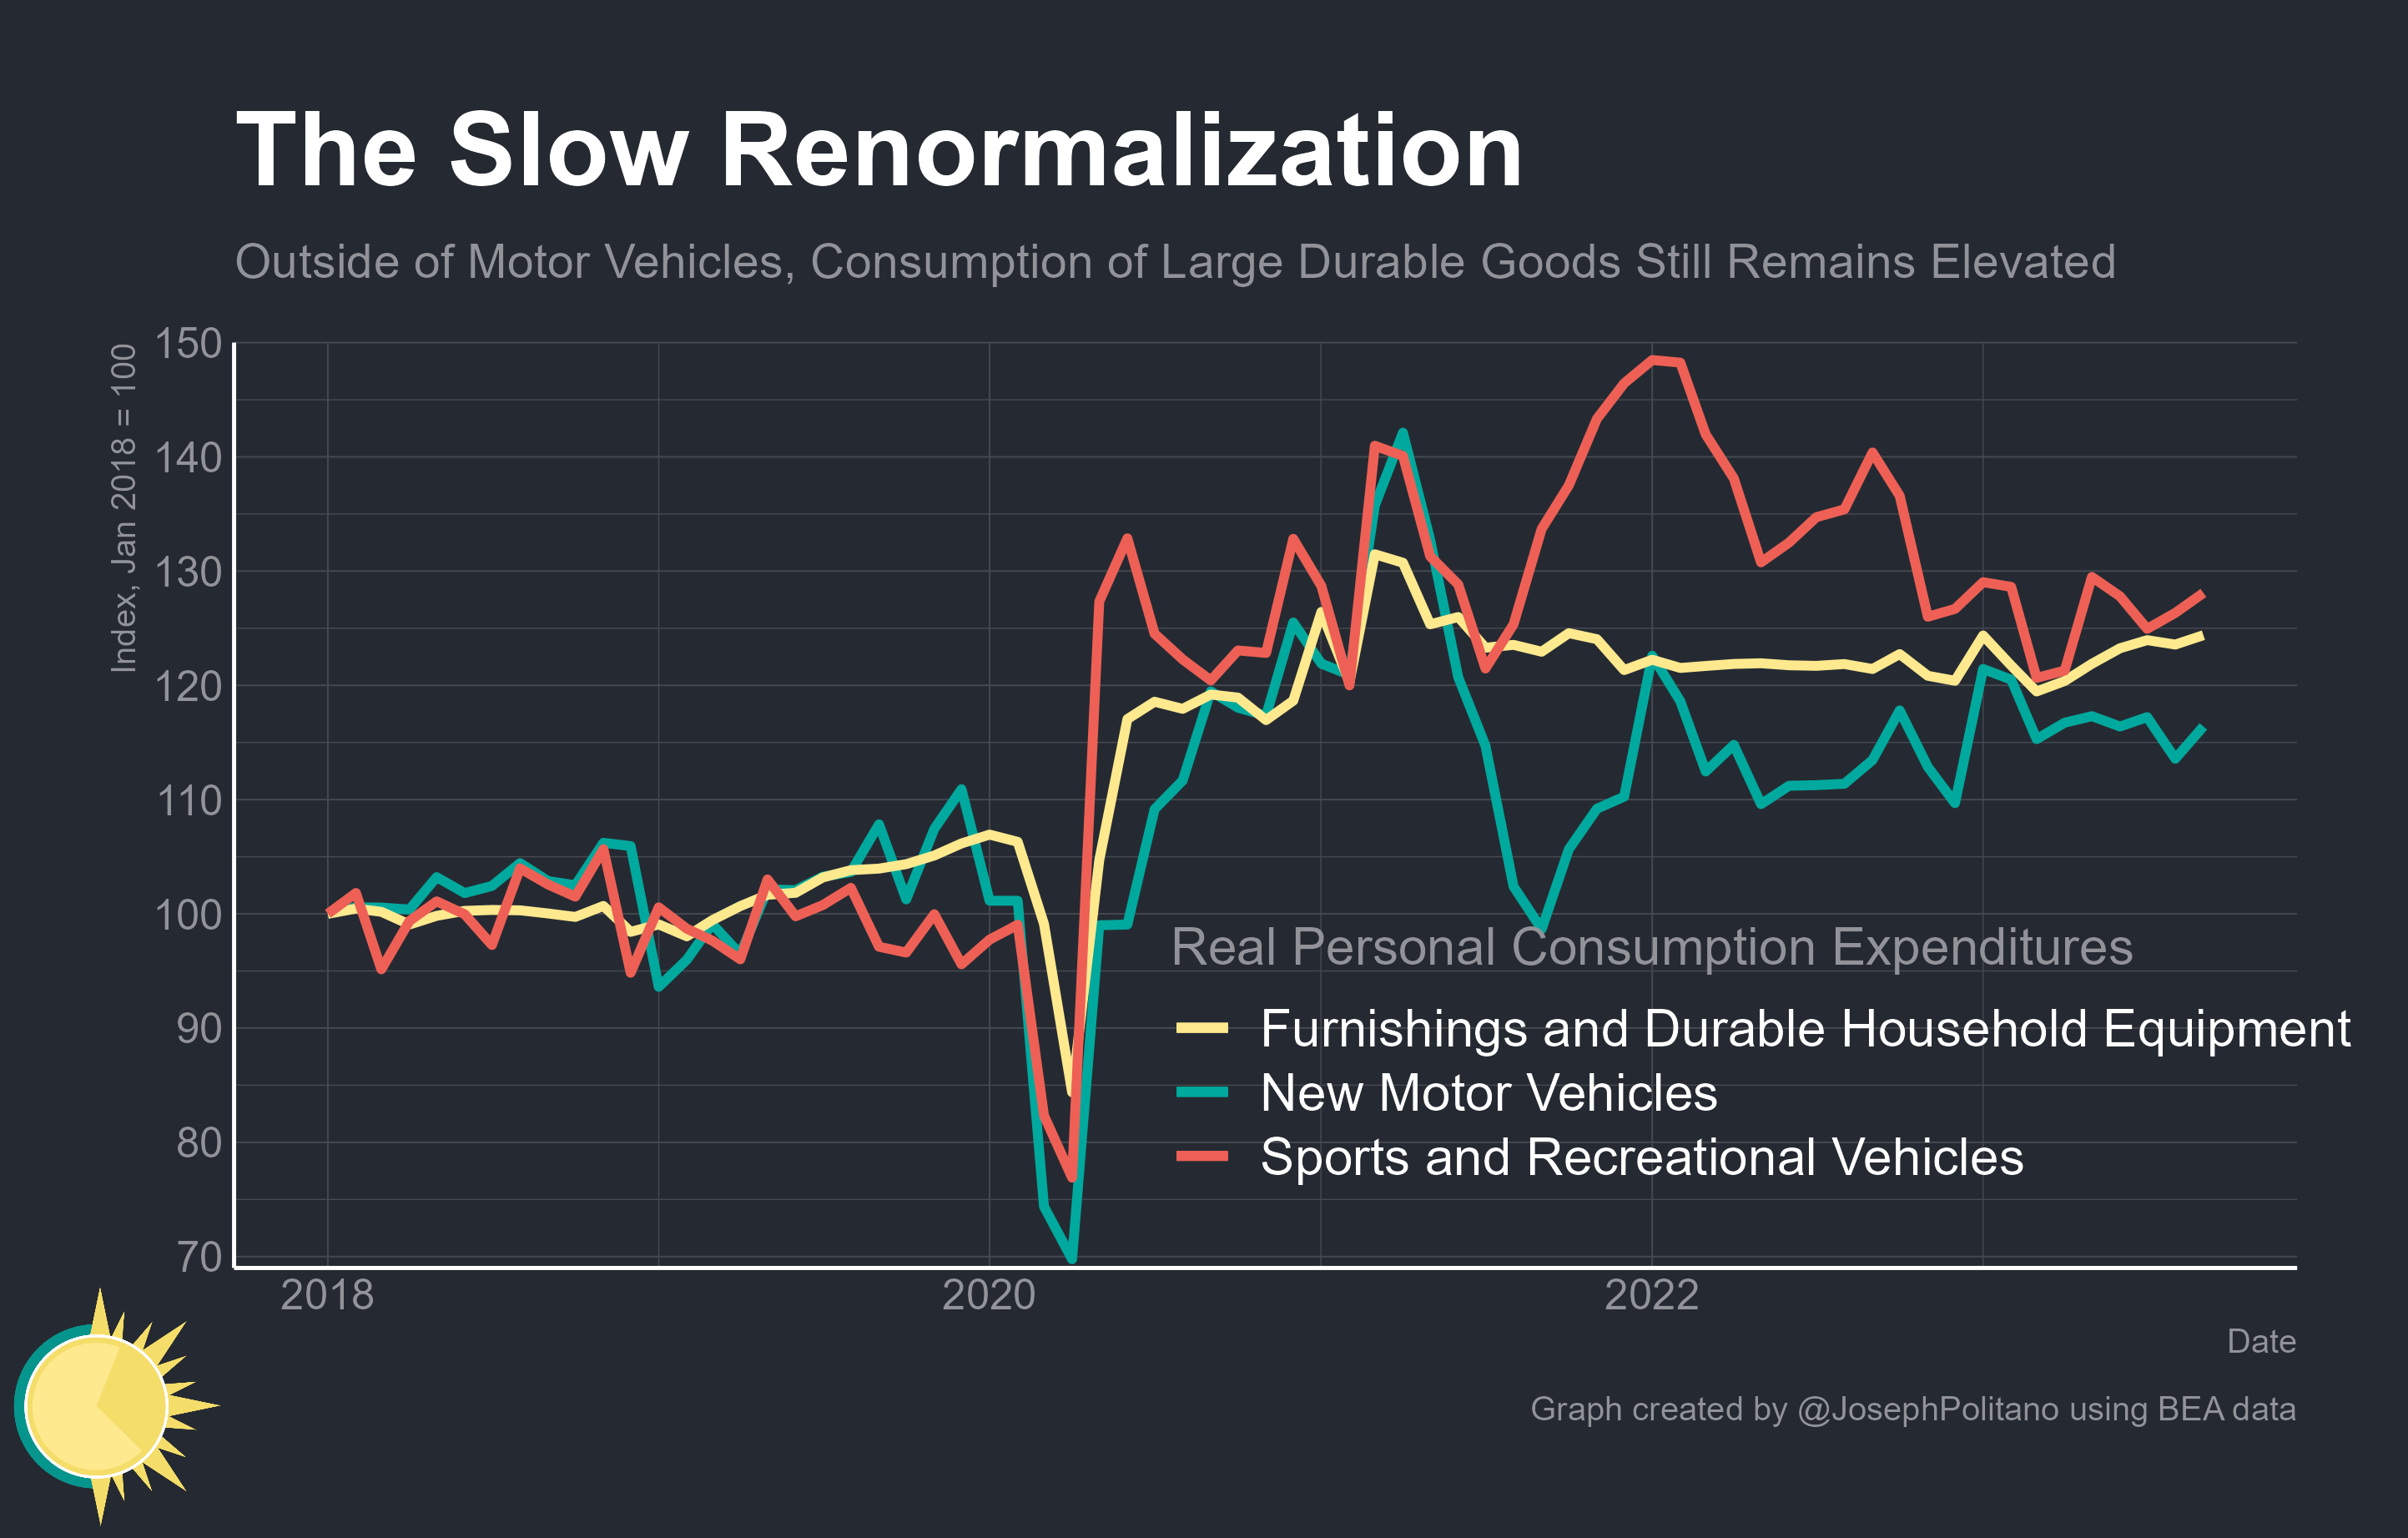 The Slow Renormalization
Outside of Motor Vehicles, Consumption of Large Durable Goods Still Remains Elevated
Index, Jan 2018 = 100
150
140
130
120
110
100
90
80
70
Real Personal Consumption Expenditures
Furnishings and Durable Household Equipment
New Motor Vehicles
Sports and Recreational Vehicles
2018 2020 2022
Date
Graph created by @JosephPolitano using BEA data